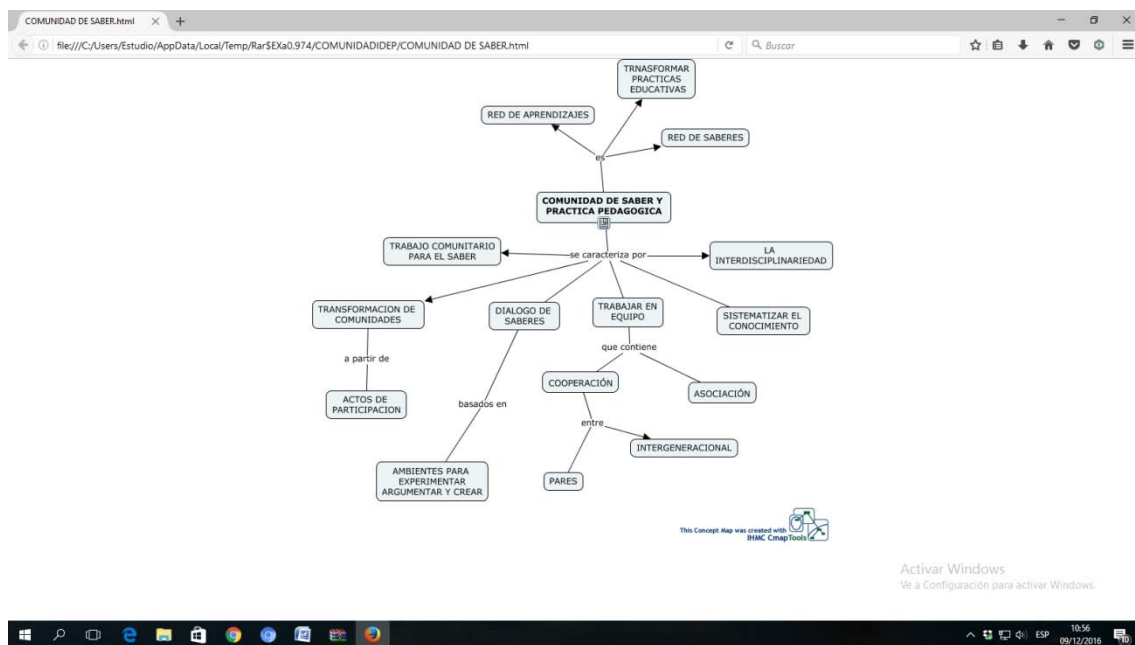 COMUNIDAD DE SABER.html
file:///C:/Users/Estudio/AppData/Local/Temp/Rar$EXa0.974/COMUNIDADIDEP/COMUNIDAD DE SABER.html
Buscar
TRNASFORMAR
PRACTICAS
EDUCATIVAS
RED DE APRENDIZAJES
RED DE SABERES
es
COMUNIDAD DE SABER Y
PRACTICA PEDAGOGICA
TRABAJO COMUNITARIO
PARA EL SABER
se caracteriza por
LA
INTERDISCIPLINARIEDAD
TRANSFORMACION DE
COMUNIDADES
DIALOGO DE
SABERES
TRABAJAR EN
EQUIPO
SISTEMATIZAR EL
CONOCIMIENTO
a partir de
que contiene
ACTOS DE
PARTICIPACION
basados en
COOPERACIÓN
ASOCIACIÓN
entre
INTERGENERACIONAL
AMBIENTES PARA
EXPERIMENTAR
ARGUMENTAR Y CREAR
PARES
This Concept Map was created with
IHMC CmapTools
Activar Windows
Ve a Configuración para activar Windows.
ESP
10:56
09/12/2016
10